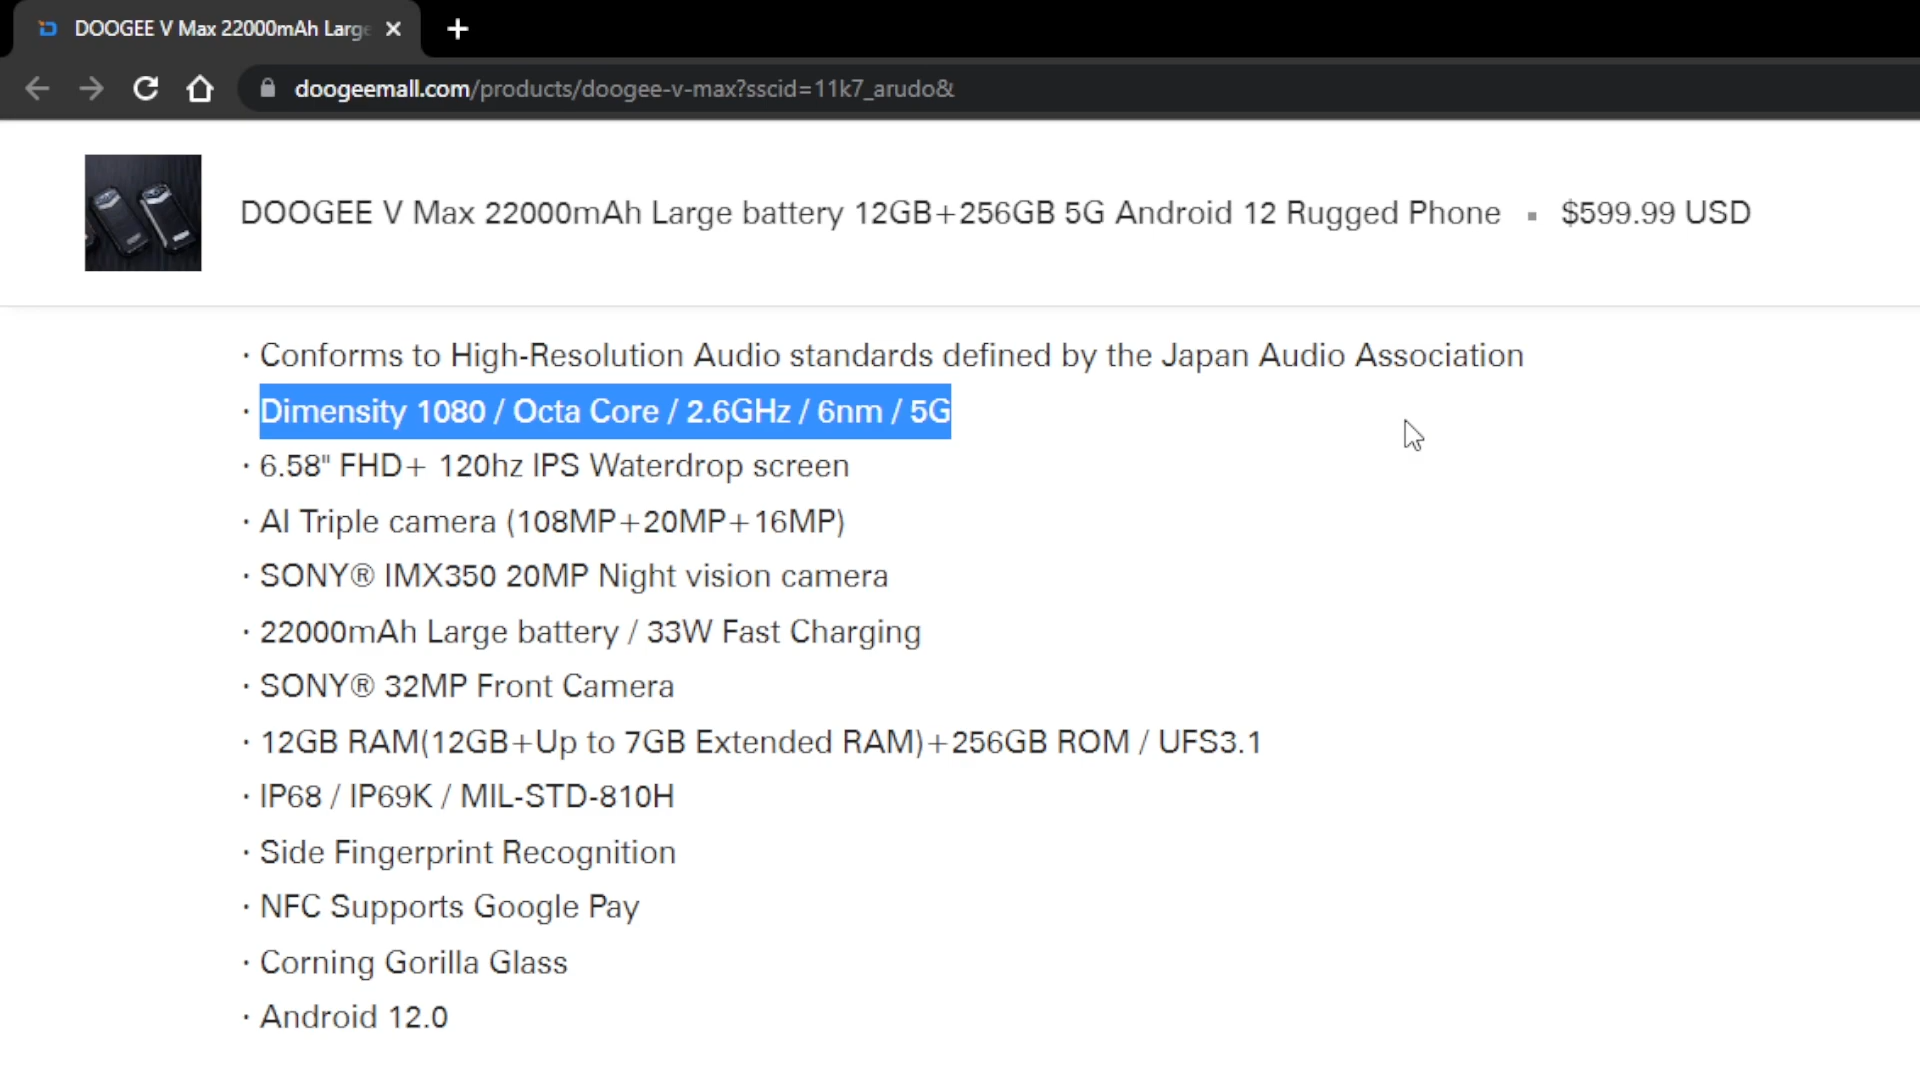 DOOGEE V Max 22000mAh Large
doogeemall.com/products/doogee-v-max?sscid=11k7_arudo&
DOOGEE V Max 22000mAh Large battery 12GB+256GB 5G Android 12 Rugged Phone ▪ $599.99 USD
· Conforms to High-Resolution Audio standards defined by the Japan Audio Association
· Dimensity 1080 / Octa Core / 2.6GHz / 6nm / 5G
· 6.58" FHD+ 120hz IPS Waterdrop screen
· AI Triple camera (108MP+20MP+16MP)
· SONY® IMX350 20MP Night vision camera
· 22000mAh Large battery / 33W Fast Charging
· SONY® 32MP Front Camera
· 12GB RAM(12GB+Up to 7GB Extended RAM)+256GB ROM / UFS3.1
· IP68 / IP69K / MIL-STD-810H
· Side Fingerprint Recognition
· NFC Supports Google Pay
· Corning Gorilla Glass
· Android 12.0